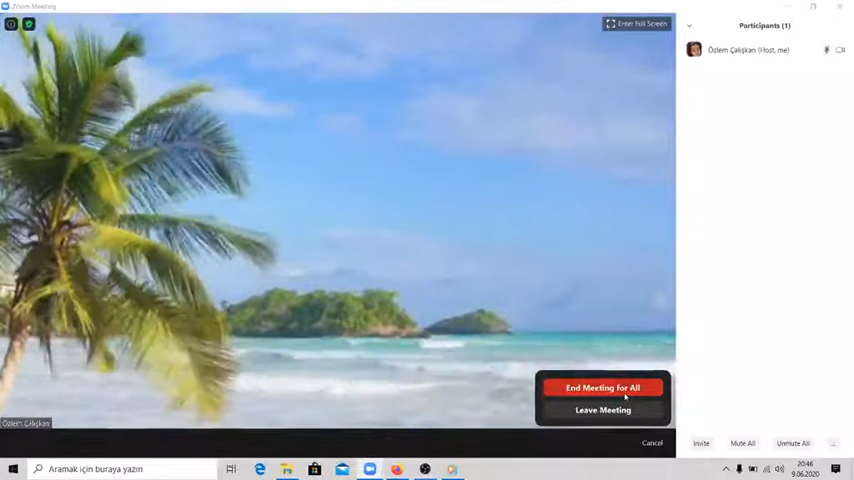 Zoom Meeting
Enter Full Screen
Participants (1)
Özlem Çalışkan (Host, me)
End Meeting for All
Leave Meeting
Özlem Çalışkan
Cancel
Invite
Mute All
Unmute All
...
Aramak için buraya yazın
20:46
9.06.2020